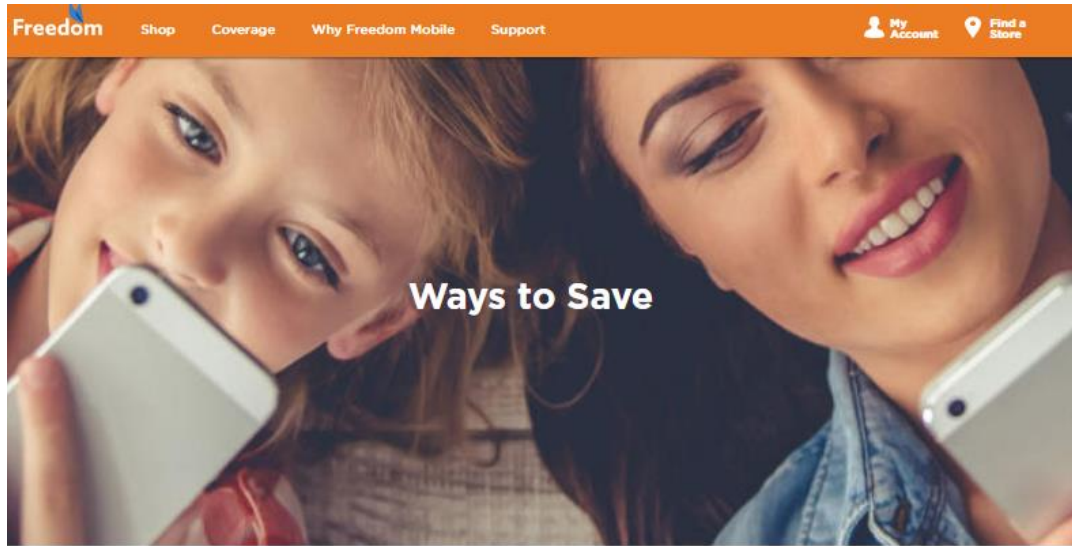 Freedom
Shop
Coverage
Why Freedom Mobile
Support
My
Account
Find a
Store
Ways to Save